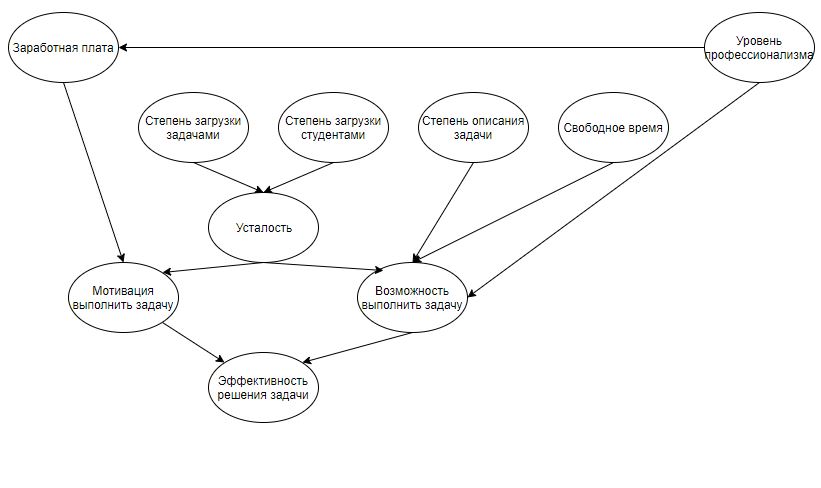 Заработная плата
Уровень
профессионализма
Степень загрузки
задачами
Степень загрузки
студентами
Степень описания
задачи
Свободное время
Усталость
Мотивация
выполнить задачу
Возможность
выполнить задачу
Эффективность
решения задачи